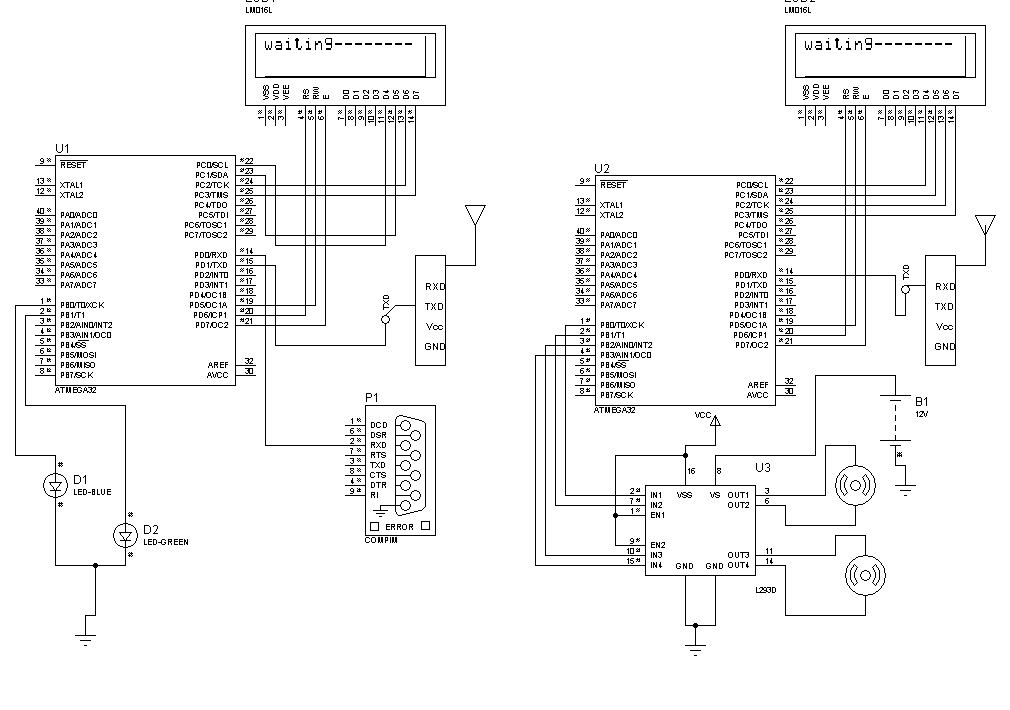 LM016L
waiting--------
VSS VDD VEE RS RW E D0 D1 D2 D3 D4 D5 D6 D7
1 2 3 4 5 6 7 8 9 10 11 12 13 14
U1
9 RESET
13 XTAL1
12 XTAL2
40 PA0/ADC0
39 PA1/ADC1
38 PA2/ADC2
37 PA3/ADC3
36 PA4/ADC4
35 PA5/ADC5
34 PA6/ADC6
33 PA7/ADC7
1 PB0/T0/XCK
2 PB1/T1
3 PB2/AIN0/INT2
4 PB3/AIN1/OC0
5 PB4/SS
6 PB5/MOSI
7 PB6/MISO
8 PB7/SCK
PC0/SCL 22
PC1/SDA 23
PC2/TCK 24
PC3/TMS 25
PC4/TDO 26
PC5/TDI 27
PC6/TOSC1 28
PC7/TOSC2 29
PD0/RXD 14
PD1/TXD 15
PD2/INT0 16
PD3/INT1 17
PD4/OC1B 18
PD5/OC1A 19
PD6/ICP1 20
PD7/OC2 21
AREF 32
AVCC 30
ATMEGA32
TXD
RXD
TXD
Vcc
GND
D1
LED-BLUE
D2
LED-GREEN
P1
1 DCD
6 DSR
2 RXD
7 RTS
3 TXD
8 CTS
4 DTR
9 RI
ERROR
COMPIM
LM016L
waiting--------
VSS VDD VEE RS RW E D0 D1 D2 D3 D4 D5 D6 D7
1 2 3 4 5 6 7 8 9 10 11 12 13 14
U2
9 RESET
13 XTAL1
12 XTAL2
40 PA0/ADC0
39 PA1/ADC1
38 PA2/ADC2
37 PA3/ADC3
36 PA4/ADC4
35 PA5/ADC5
34 PA6/ADC6
33 PA7/ADC7
1 PB0/T0/XCK
2 PB1/T1
3 PB2/AIN0/INT2
4 PB3/AIN1/OC0
5 PB4/SS
6 PB5/MOSI
7 PB6/MISO
8 PB7/SCK
PC0/SCL 22
PC1/SDA 23
PC2/TCK 24
PC3/TMS 25
PC4/TDO 26
PC5/TDI 27
PC6/TOSC1 28
PC7/TOSC2 29
PD0/RXD 14
PD1/TXD 15
PD2/INT0 16
PD3/INT1 17
PD4/OC1B 18
PD5/OC1A 19
PD6/ICP1 20
PD7/OC2 21
AREF 32
AVCC 30
ATMEGA32
TXD
RXD
TXD
Vcc
GND
B1
12V
VCC
U3
16 8
VSS VS
2 IN1
7 IN2
1 EN1
9 EN2
10 IN3
15 IN4
OUT1 3
OUT2 6
OUT3 11
OUT4 14
GND GND
L293D